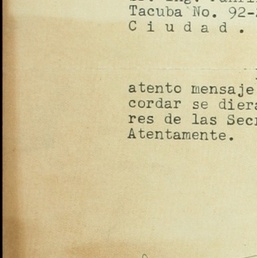 Tacuba No. 92-
C i u d a d .
atento mensaje
cordar se diera
res de las Secr
Atentamente.